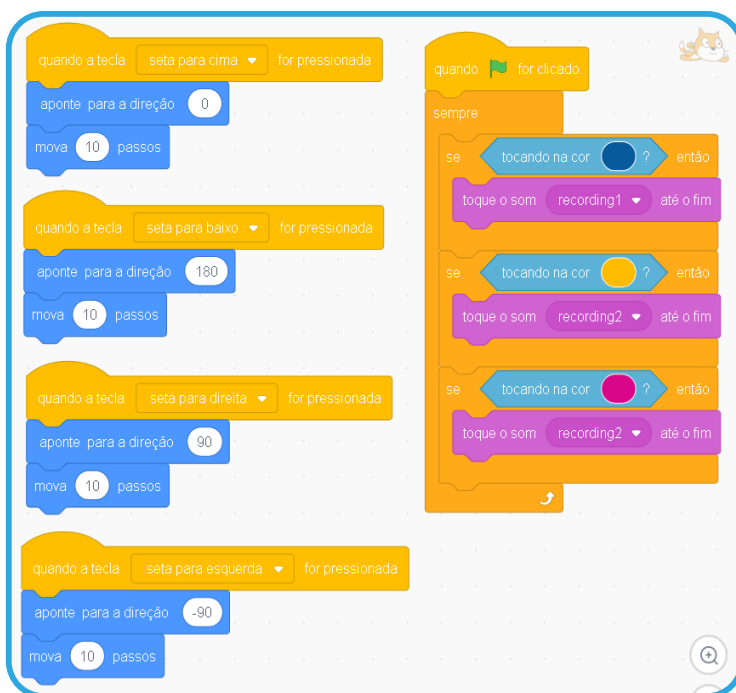 quando a tecla seta para cima for pressionada
aponte para a direção 0
mova 10 passos
quando a tecla seta para baixo for pressionada
aponte para a direção 180
mova 10 passos
quando a tecla seta para direita for pressionada
aponte para a direção 90
mova 10 passos
quando a tecla seta para esquerda for pressionada
aponte para a direção -90
mova 10 passos
quando for clicado
sempre
se tocando na cor ? então
toque o som recording1 até o fim
se tocando na cor ? então
toque o som recording2 até o fim
se tocando na cor ? então
toque o som recording2 até o fim